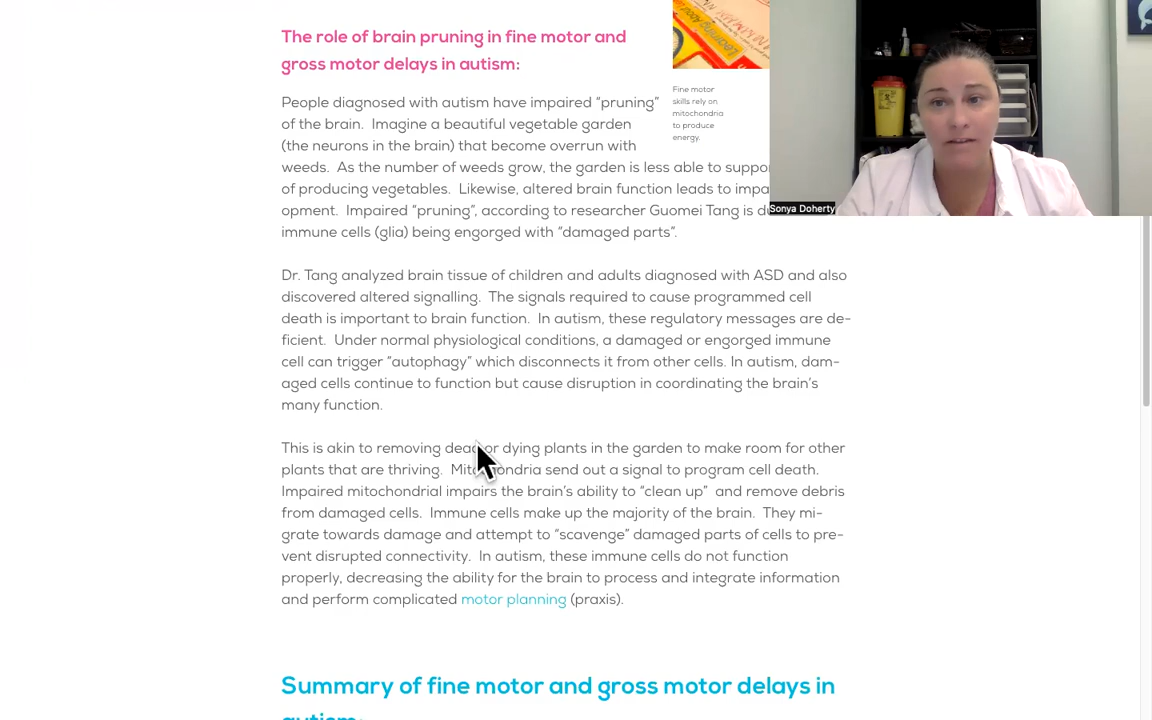 The role of brain pruning in fine motor and
gross motor delays in autism:
Fine motor
skills rely on
mitochondria
to produce
energy.
People diagnosed with autism have impaired “pruning”
of the brain. Imagine a beautiful vegetable garden
(the neurons in the brain) that become overrun with
weeds. As the number of weeds grow, the garden is less able to
of producing vegetables. Likewise, altered brain function leads to
opment. Impaired “pruning”, according to researcher Guomei Tang is
immune cells (glia) being engorged with “damaged parts”.
Sonya Doherty
Dr. Tang analyzed brain tissue of children and adults diagnosed with ASD and also
discovered altered signalling. The signals required to cause programmed cell
death is important to brain function. In autism, these regulatory messages are de-
ficient. Under normal physiological conditions, a damaged or engorged immune
cell can trigger “autophagy” which disconnects it from other cells. In autism, dam-
aged cells continue to function but cause disruption in coordinating the brain’s
many function.
This is akin to removing dead or dying plants in the garden to make room for other
plants that are thriving. Mitochondria send out a signal to program cell death.
Impaired mitochondrial impairs the brain’s ability to “clean up” and remove debris
from damaged cells. Immune cells make up the majority of the brain. They mi-
grate towards damage and attempt to “scavenge” damaged parts of cells to pre-
vent disrupted connectivity. In autism, these immune cells do not function
properly, decreasing the ability for the brain to process and integrate information
and perform complicated motor planning (praxis).
Summary of fine motor and gross motor delays in
autism: